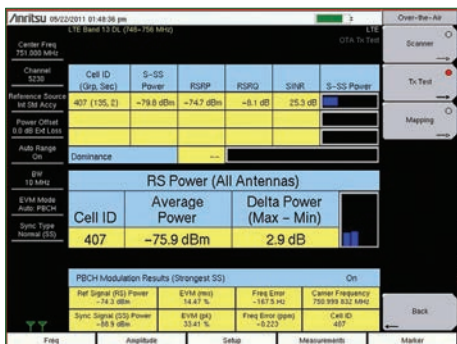 Anritsu 05/22/2011 01:48:36 pm
Over-the-Air
LTE Band 13 DL (746-756 MHz)
LTE
OTA Tx Test
Center Freq
751.000 MHz
Channel
5230
Reference Source
Int Std Accy
Power Offset
0.0 dB Ext Loss
Auto Range
On
BW
10 MHz
EVM Mode
Auto: PBCH
Sync Type
Normal (SS)
Cell ID (Grp, Sec) S-SS Power RSRP RSRQ SINR S-SS Power
407 (135, 2) -79.8 dBm -74.7 dBm -8.1 dB 25.3 dB
Dominance --
RS Power (All Antennas)
Cell ID Average Power Delta Power (Max - Min)
407 -75.9 dBm 2.9 dB
PBCH Modulation Results (Strongest SS) On
Ref Signal (RS) Power EVM (rms) Freq Error Carrier Frequency
-74.3 dBm 14.47 % -167.5 Hz 750.999 832 MHz
Sync Signal (SS) Power EVM (pk) Freq Error (ppm) Cell ID
33.41 % -0.223 407
Scanner
Tx Test
Mapping
Back
Freq Amplitude Setup Measurements Marker